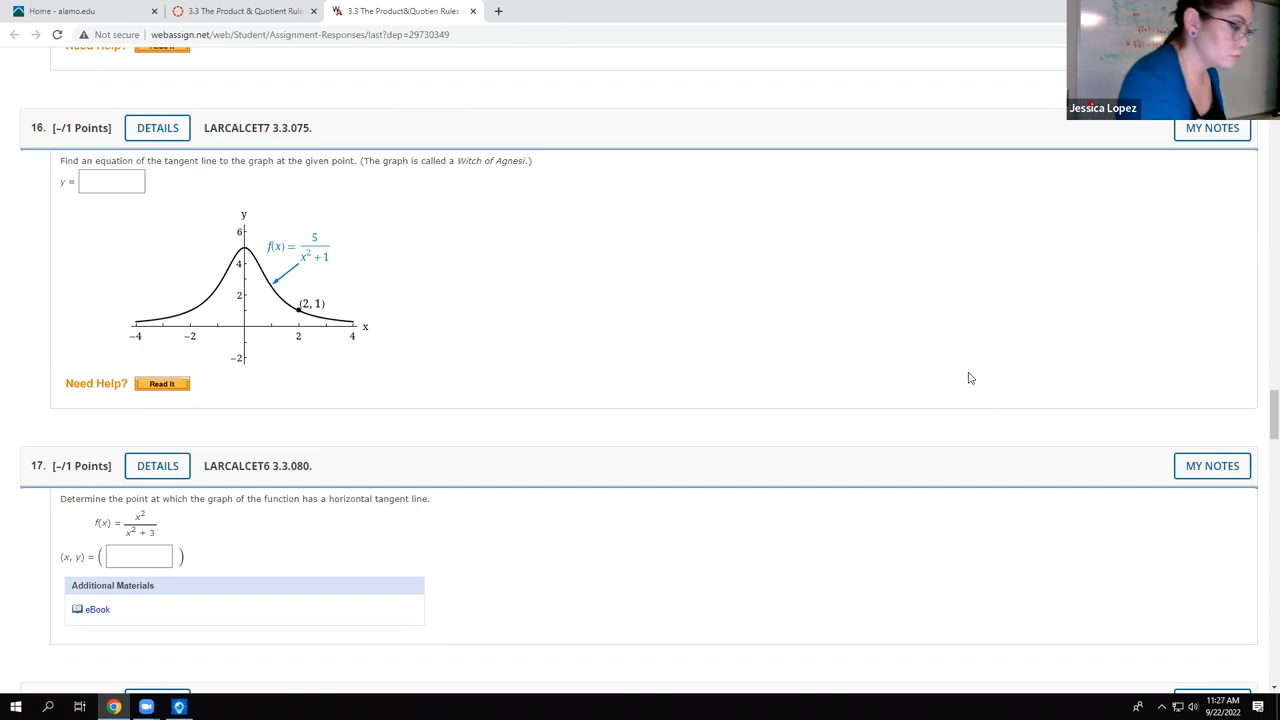 Home - alamo.edu
3.3 The Product & Quotient Rule
3.3 The Product&Quotien Rules
Not secure
webassign.net/web/Student/Assignment-Responses/last?dep=29730349
Jessica Lopez
16. [–/1 Points] DETAILS LARCALCET7 3.3.075. MY NOTES
Find an equation of the tangent line to the graph at the given point. (The graph is called a Witch of Agnesi.)
y =
y
6
4
2
−2
−4 −2 2 4
x
f(x) = 5 / (x² + 1)
(2, 1)
Need Help? Read It
17. [–/1 Points] DETAILS LARCALCET6 3.3.080. MY NOTES
Determine the point at which the graph of the function has a horizontal tangent line.
f(x) = x² / (x² + 3)
(x, y) = ( )
Additional Materials
eBook
11:27 AM
9/22/2022